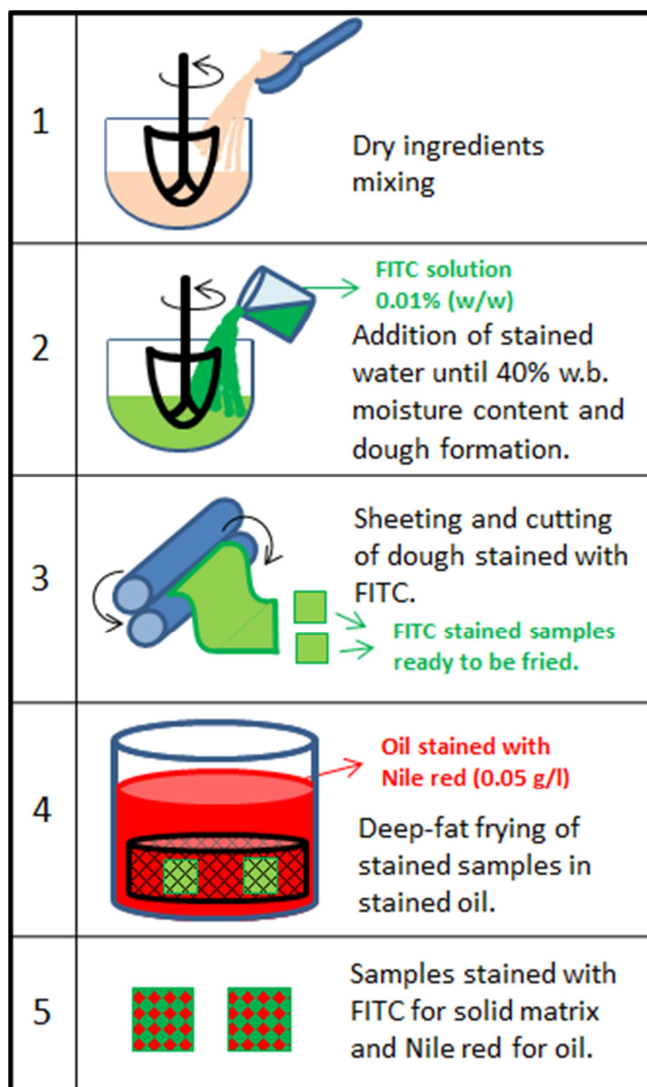 1
Dry ingredients
mixing
2
FITC solution
0.01% (w/w)
Addition of stained
water until 40% w.b.
moisture content and
dough formation.
3
Sheeting and cutting
of dough stained with
FITC.
FITC stained samples
ready to be fried.
4
Oil stained with
Nile red (0.05 g/l)
Deep-fat frying of
stained samples in
stained oil.
5
Samples stained with
FITC for solid matrix
and Nile red for oil.